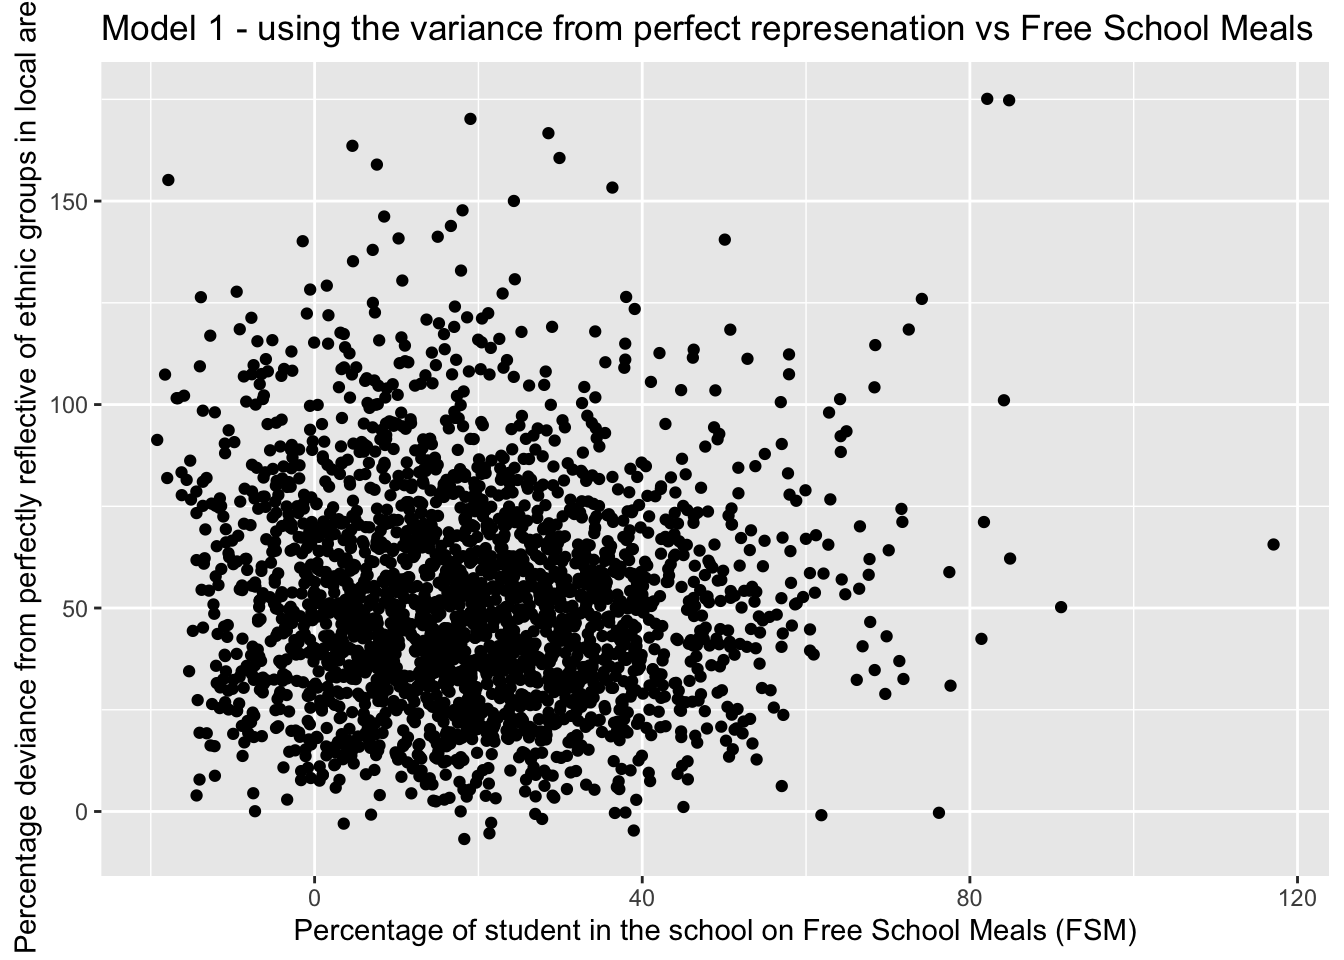 Model 1 - using the variance from perfect represenation vs Free School Meals
Percentage deviance from perfectly reflective of ethnic groups in local are
150
100
50
0
0
40
80
120
Percentage of student in the school on Free School Meals (FSM)